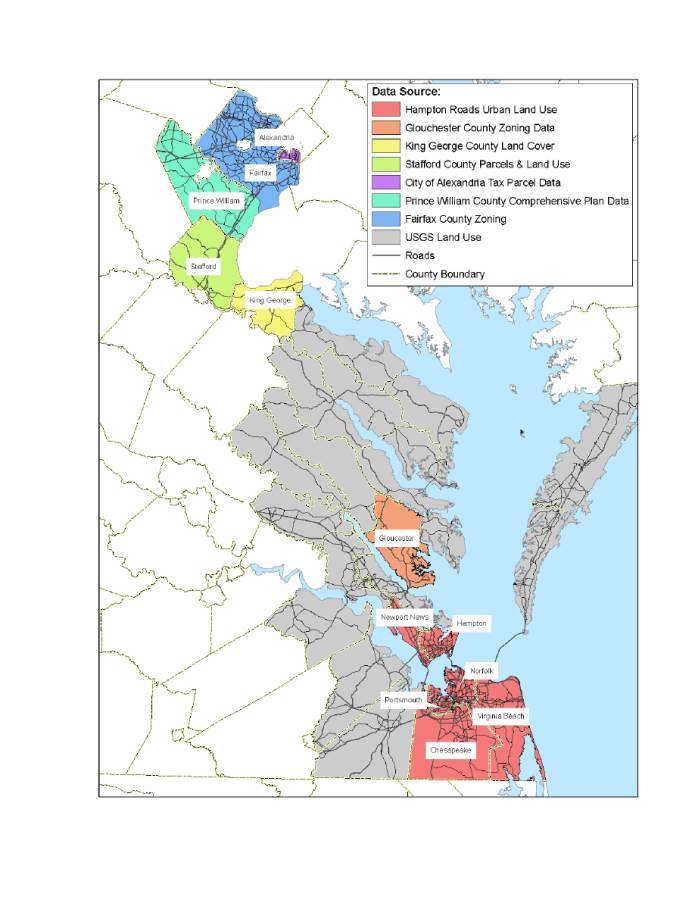 Data Source:
Hampton Roads Urban Land Use
Glouchester County Zoning Data
King George County Land Cover
Stafford County Parcels & Land Use
City of Alexandria Tax Parcel Data
Prince William County Comprehensive Plan Data
Fairfax County Zoning
USGS Land Use
Roads
County Boundary
Alexandria
Fairfax
Prince William
Stafford
King George
Gloucester
Newport News
Hempton
Norfolk
Portsmouth
Virginia Beach
Chesapeake